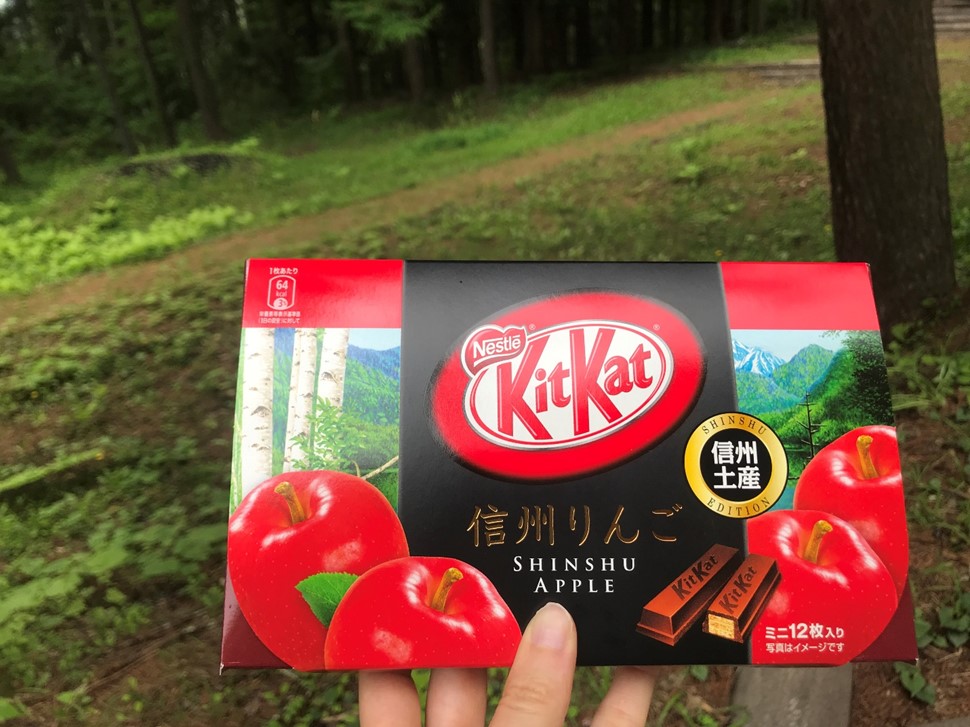 1枚あたり
64
kcal
Nestlé
KitKat
SHINSHU
信州
土産
EDITION
信州りんご
SHINSHU
APPLE
KitKat
KitKat
ミニ12枚入り
写真はイメージです